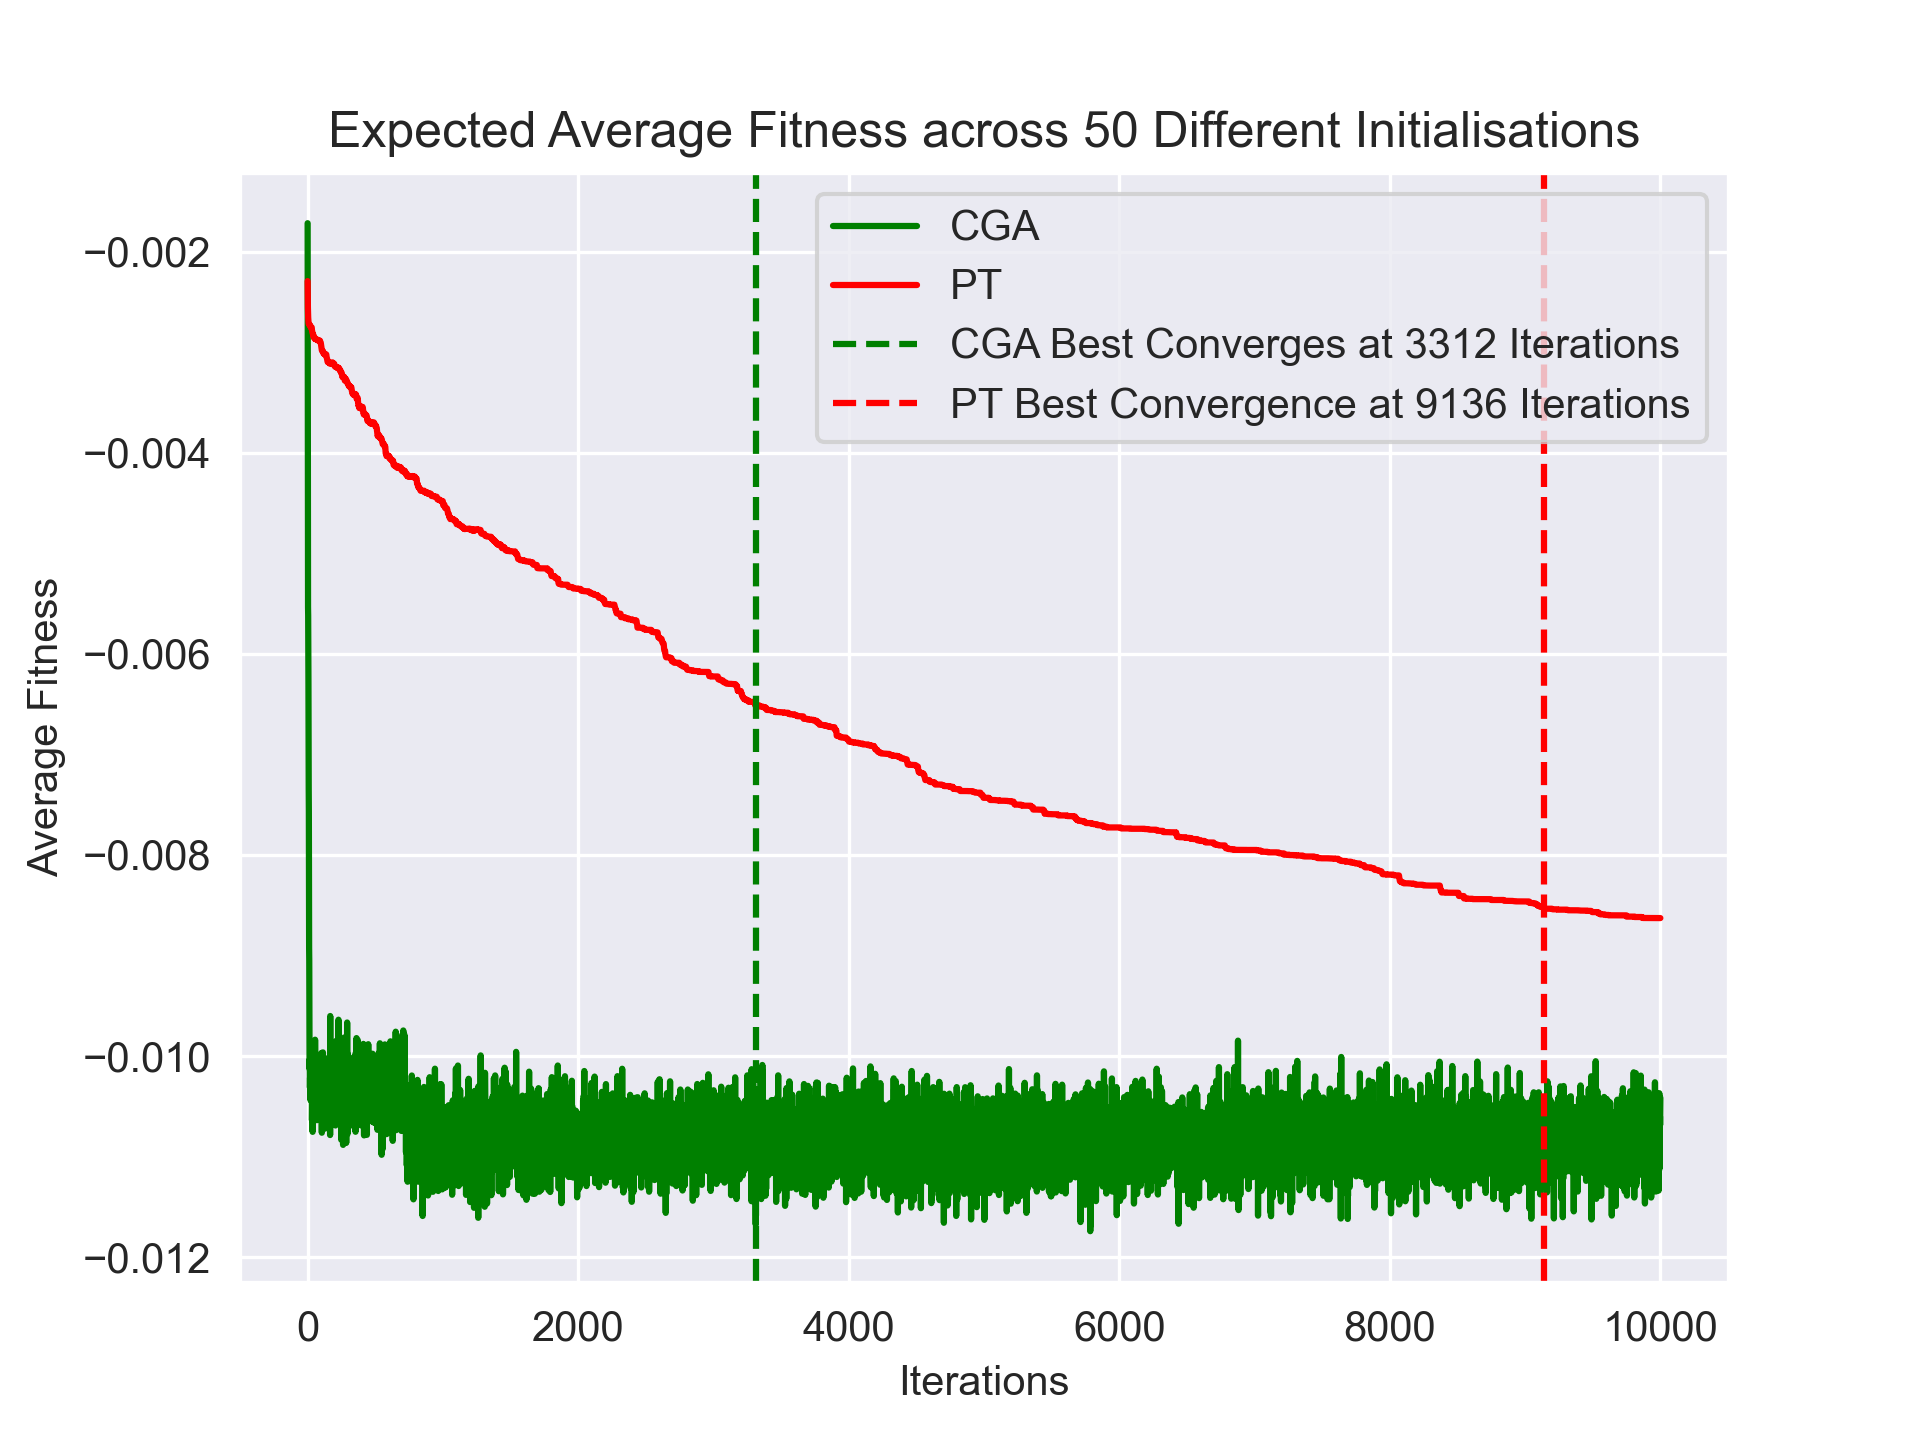 Expected Average Fitness across 50 Different Initialisations
CGA
PT
CGA Best Converges at 3312 Iterations
PT Best Convergence at 9136 Iterations
Average Fitness
−0.002
−0.004
−0.006
−0.008
−0.010
−0.012
0 2000 4000 6000 8000 10000
Iterations